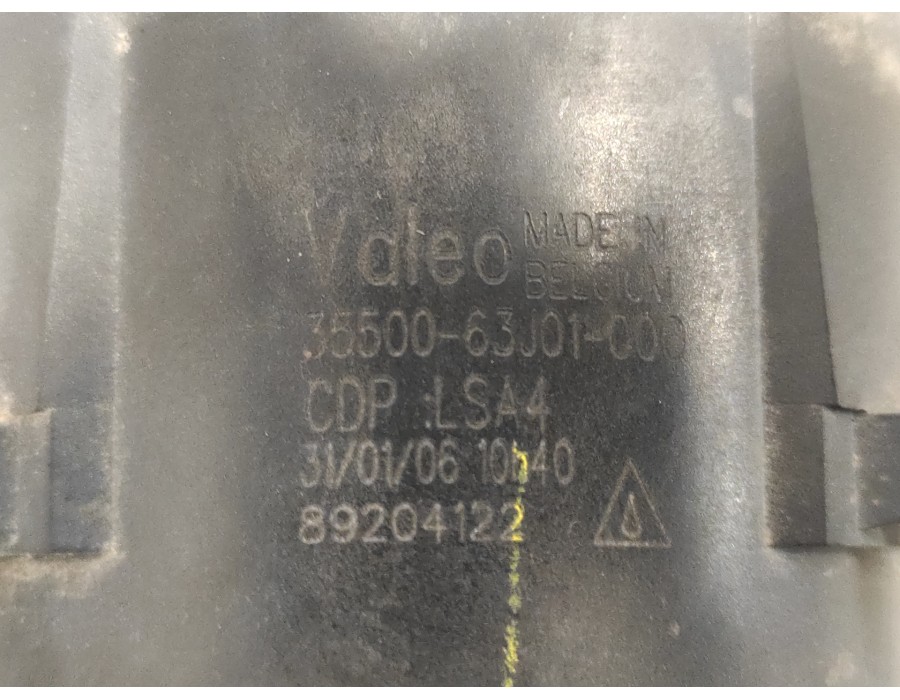 Valeo MADE IN
BELGIUM
35500-63J01-000
CDP :LSA4
31/01/06 10h40
89204122